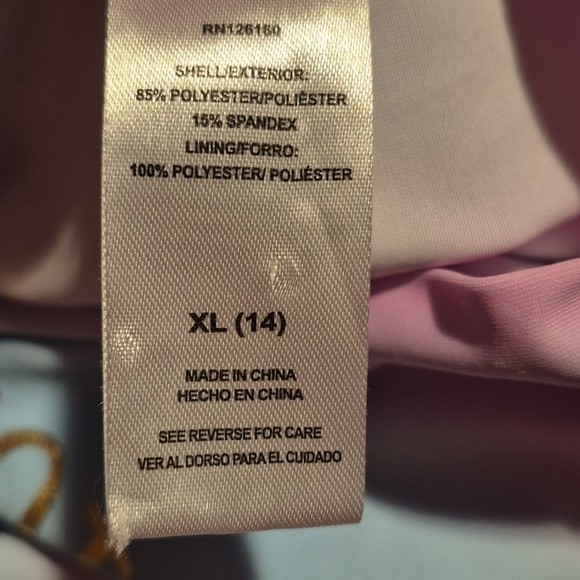 RN126160
SHELL/EXTERIOR:
85% POLYESTER/POLIÉSTER
15% SPANDEX
LINING/FORRO:
100% POLYESTER/ POLIÉSTER
XL (14)
MADE IN CHINA
HECHO EN CHINA
SEE REVERSE FOR CARE
VER AL DORSO PARA EL CUIDADO